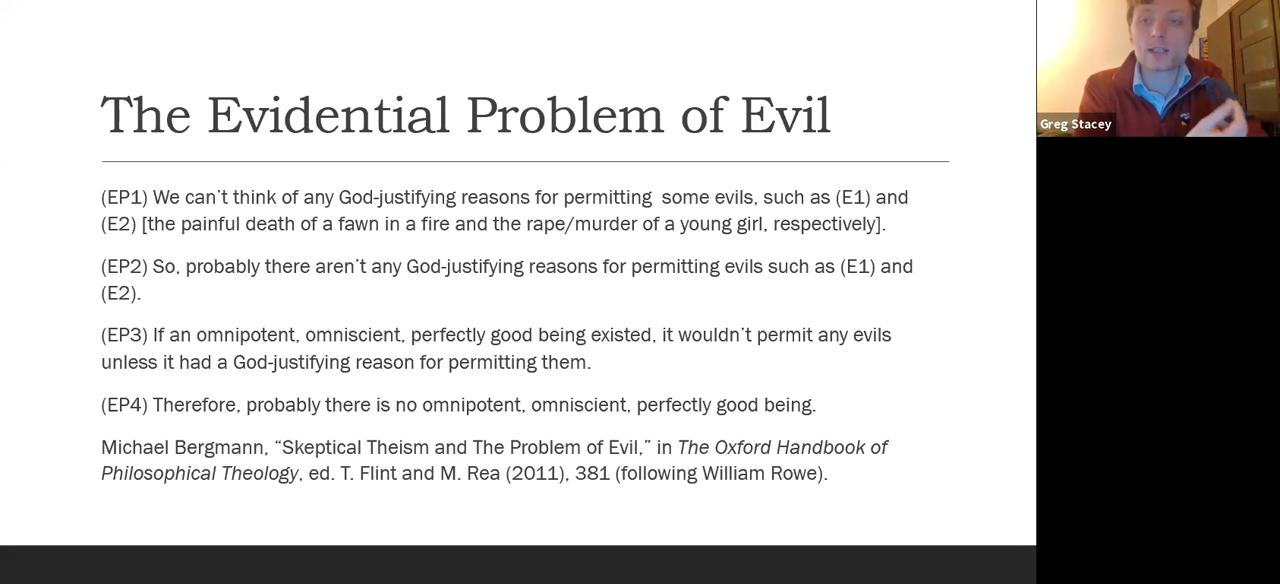 The Evidential Problem of Evil
(EP1) We can’t think of any God-justifying reasons for permitting  some evils, such as (E1) and
(E2) [the painful death of a fawn in a fire and the rape/murder of a young girl, respectively].
(EP2) So, probably there aren’t any God-justifying reasons for permitting evils such as (E1) and
(E2).
(EP3) If an omnipotent, omniscient, perfectly good being existed, it wouldn’t permit any evils
unless it had a God-justifying reason for permitting them.
(EP4) Therefore, probably there is no omnipotent, omniscient, perfectly good being.
Michael Bergmann, “Skeptical Theism and The Problem of Evil,” in The Oxford Handbook of
Philosophical Theology, ed. T. Flint and M. Rea (2011), 381 (following William Rowe).
Greg Stacey